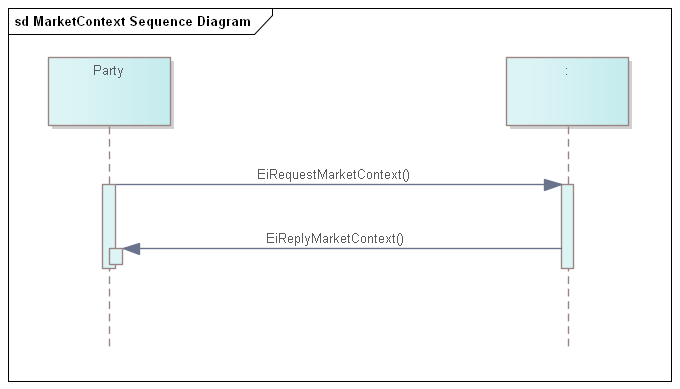 sd MarketContext Sequence Diagram
Party
:
EiRequestMarketContext()
EiReplyMarketContext()